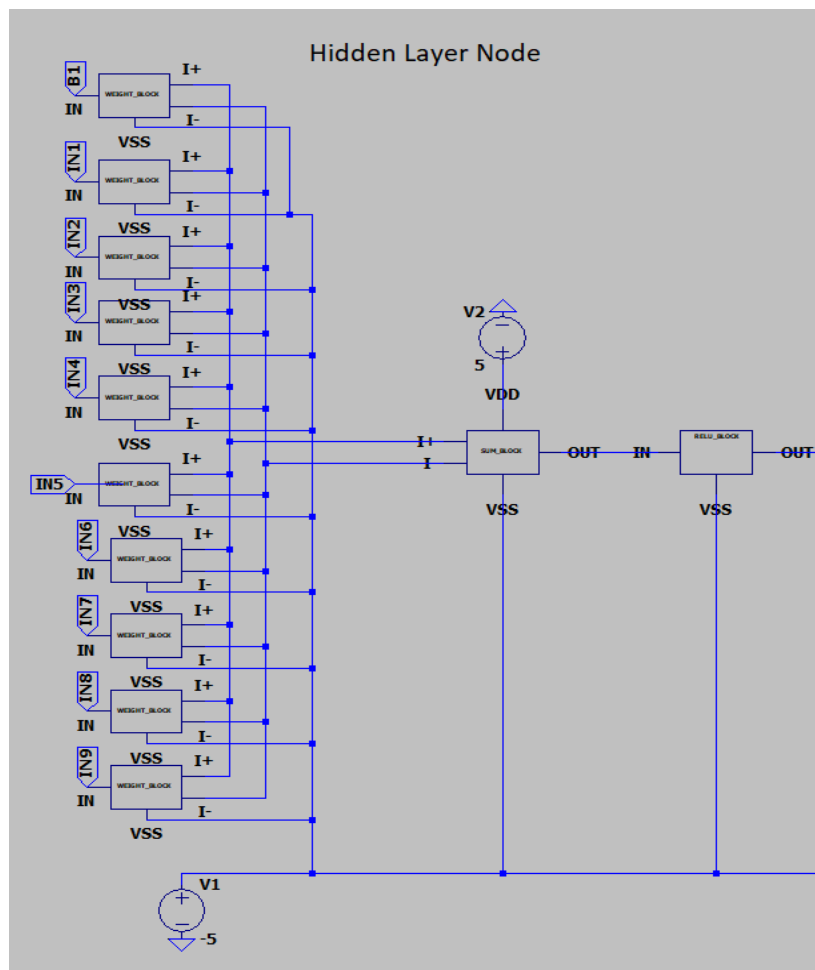 Hidden Layer Node
B1
I+
WEIGHT_BLOCK
IN
I-
VSS
IN1
I+
WEIGHT_BLOCK
IN
I-
VSS
IN2
I+
WEIGHT_BLOCK
IN
I-
VSS
IN3
I+
WEIGHT_BLOCK
IN
I-
VSS
IN4
I+
WEIGHT_BLOCK
IN
I-
VSS
IN5
I+
WEIGHT_BLOCK
IN
I-
VSS
IN6
I+
WEIGHT_BLOCK
IN
I-
VSS
IN7
I+
WEIGHT_BLOCK
IN
I-
VSS
IN8
I+
WEIGHT_BLOCK
IN
I-
VSS
IN9
I+
WEIGHT_BLOCK
IN
I-
VSS
V2
5
VDD
I+
I
SUM_BLOCK
OUT
VSS
IN
RELU_BLOCK
OUT
VSS
V1
-5